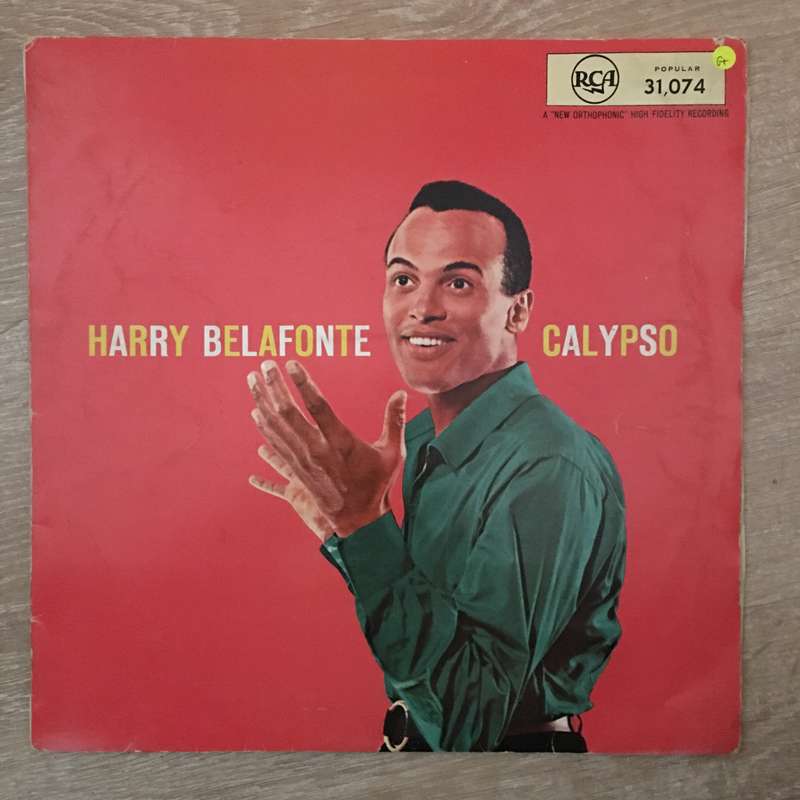 G+
RCA
POPULAR
31,074
A "NEW ORTHOPHONIC" HIGH FIDELITY RECORDING
HARRY BELAFONTE CALYPSO